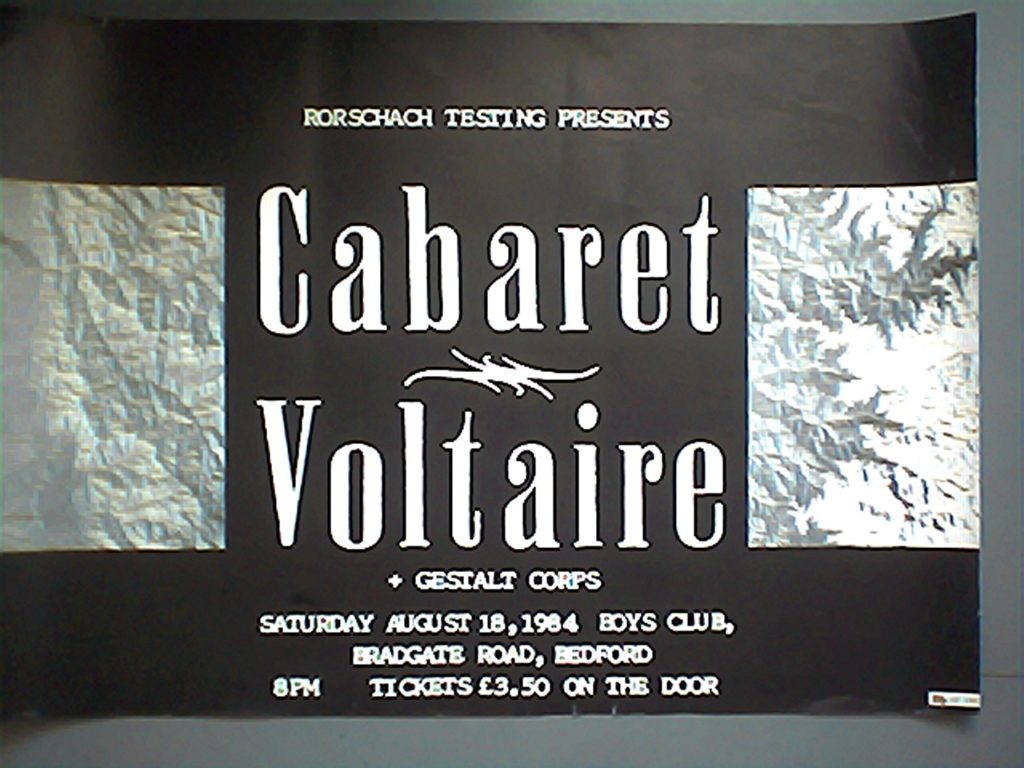 RORSCHACH TESTING PRESENTS
Cabaret
Voltaire
+ GESTALT CORPS
SATURDAY AUGUST 18, 1984 BOYS CLUB,
BRADGATE ROAD, BEDFORD
8PM TICKETS £3.50 ON THE DOOR